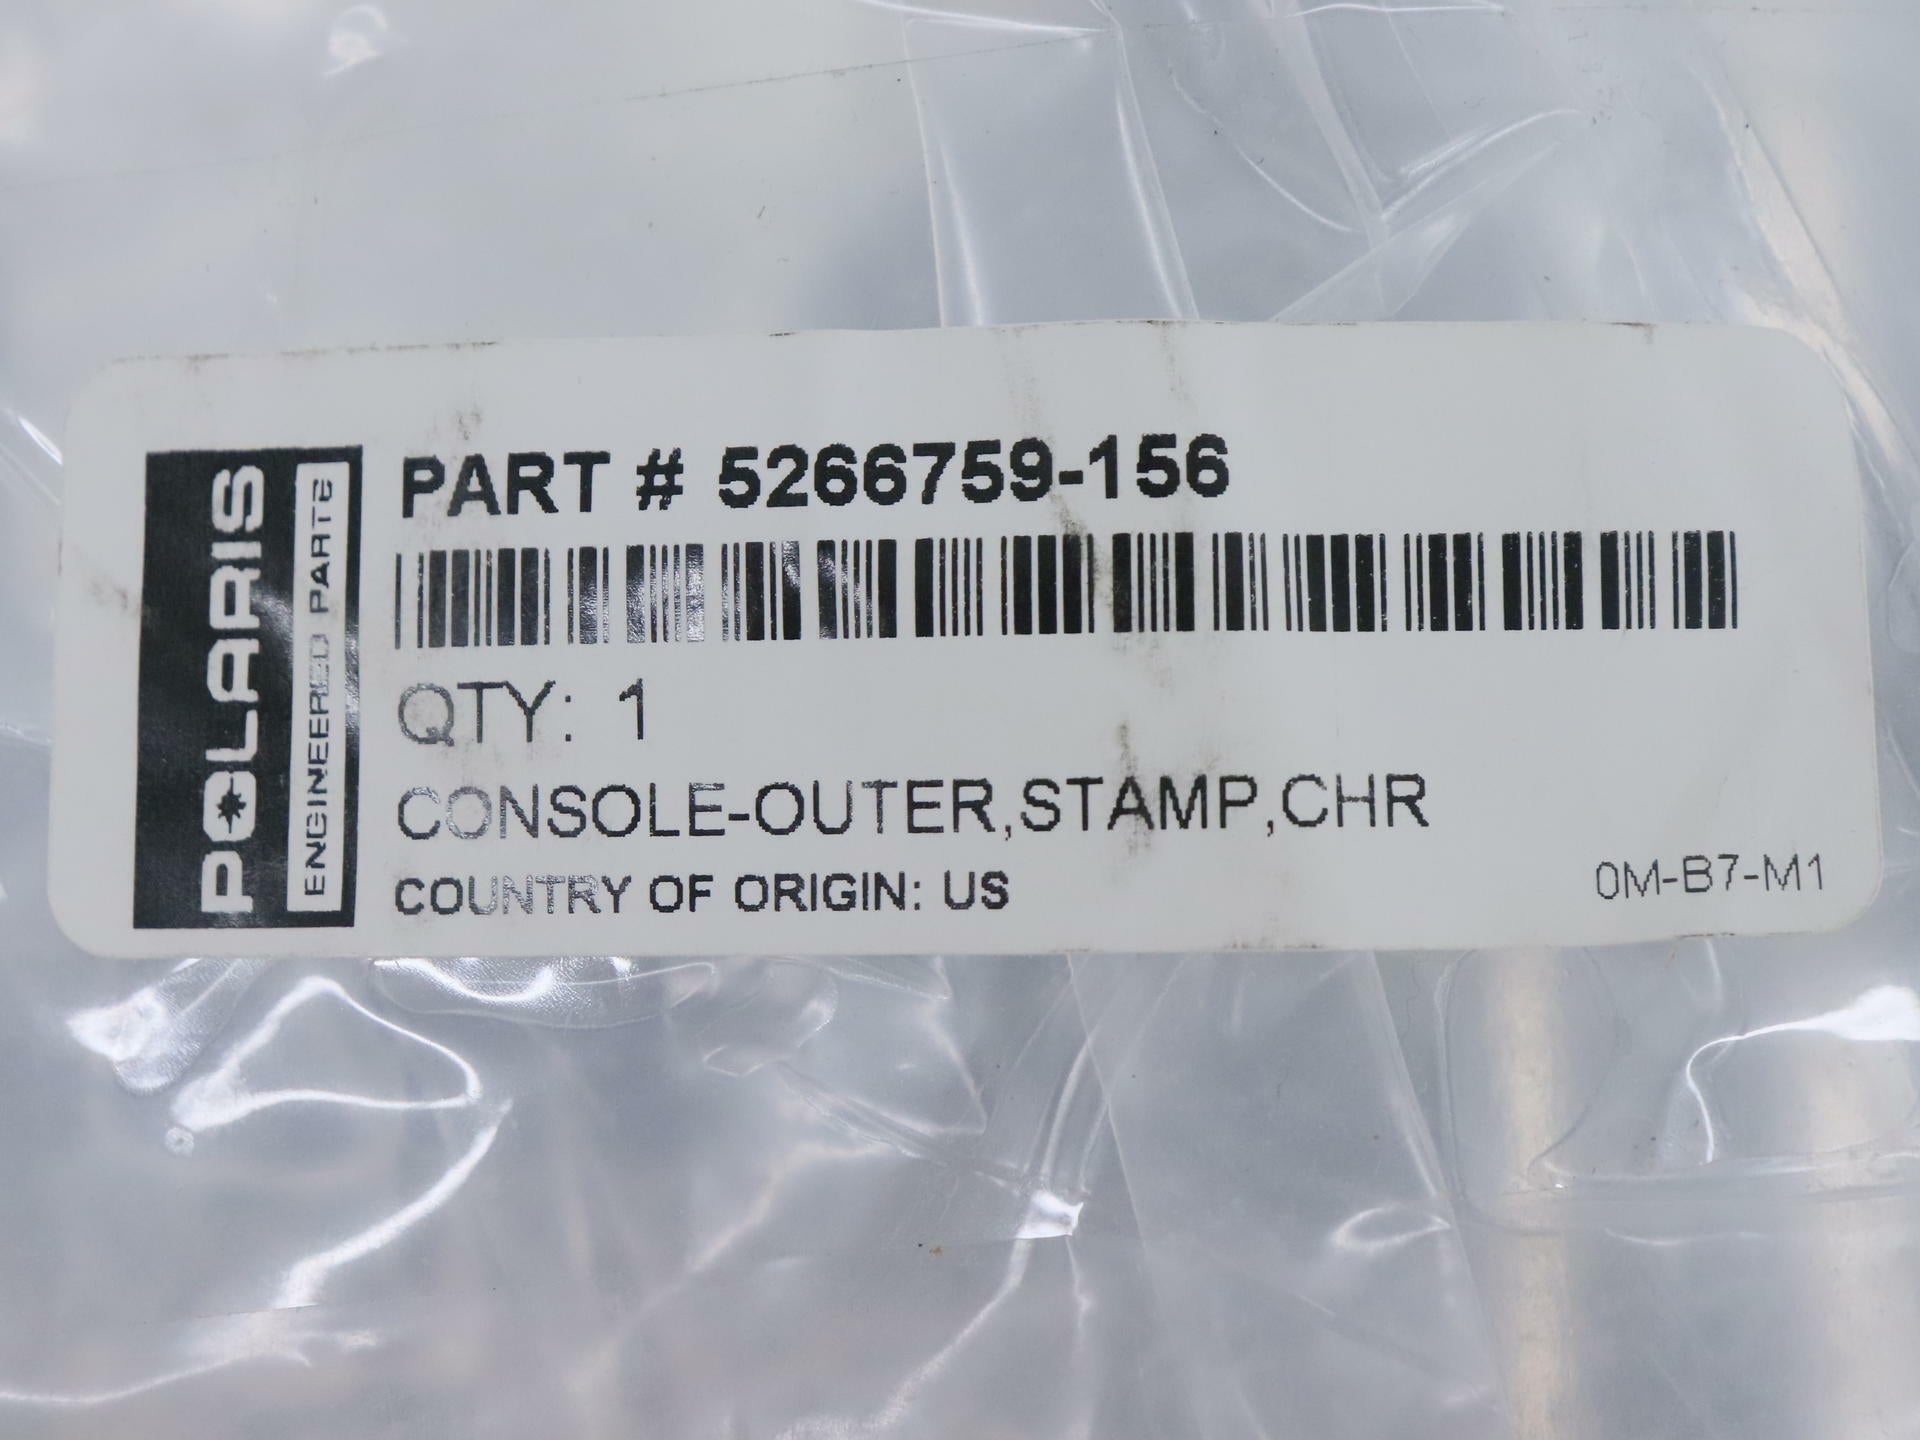 POLARIS
ENGINEERED PARTS
PART # 5266759-156
QTY: 1
CONSOLE-OUTER,STAMP,CHR
COUNTRY OF ORIGIN: US
0M-B7-M1